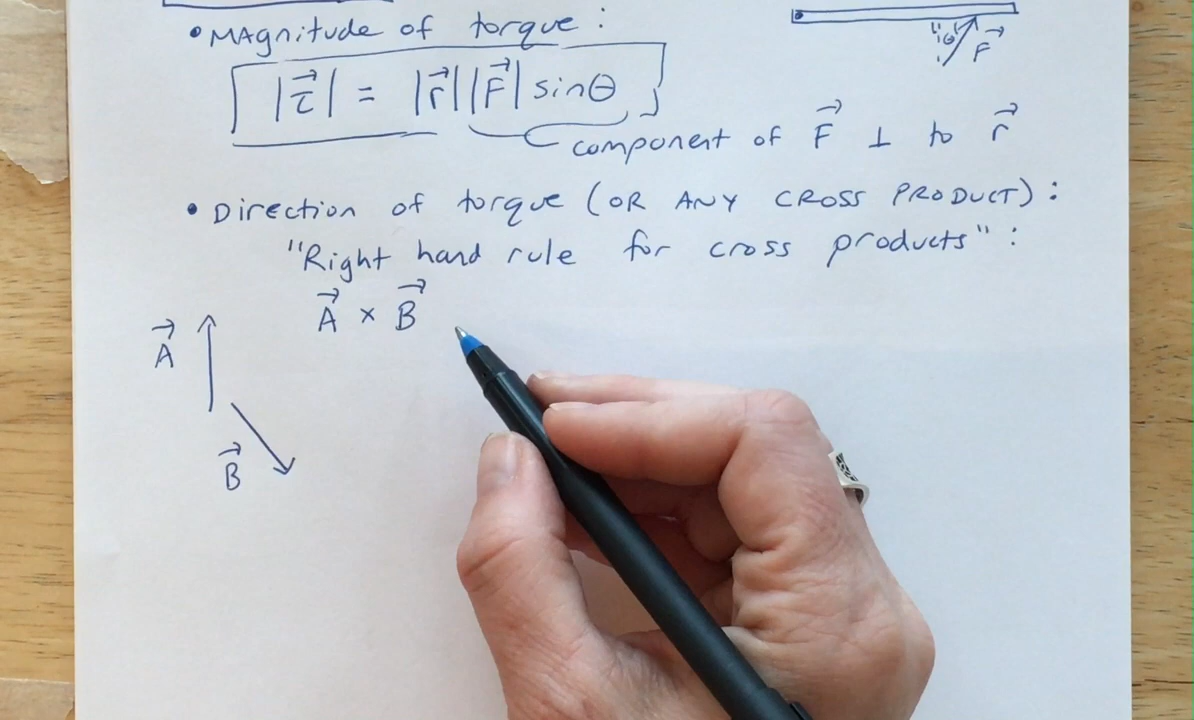 • Magnitude of torque :
|τ⃗| = |r⃗||F⃗| sinθ
component of F⃗ ⊥ to r⃗
"θ" F⃗
• Direction of torque (OR ANY CROSS PRODUCT) :
"Right hand rule for cross products" :
A⃗ × B⃗
A⃗
B⃗